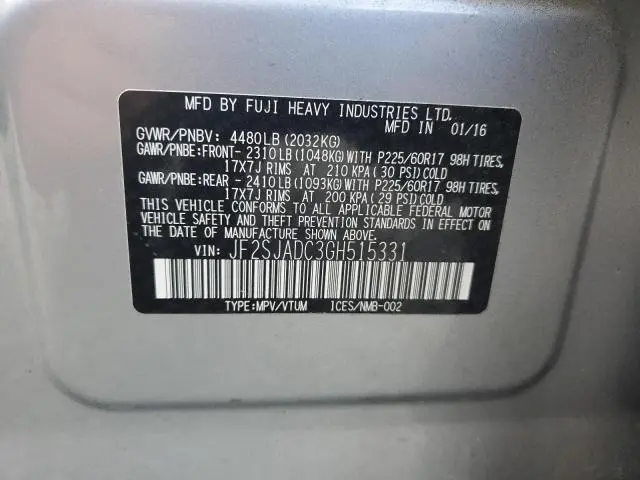 MFD BY FUJI HEAVY INDUSTRIES LTD.
MFD IN 01/16
GVWR/PNBV: 4480LB(2032KG)
GAWR/PNBE:FRONT- 2310LB(1048KG)WITH P225/60R17 98H TIRES,
17X7J RIMS AT 210 KPA(30 PSI)COLD
GAWR/PNBE:REAR - 2410LB(1093KG)WITH P225/60R17 98H TIRES,
17X7J RIMS AT 200 KPA(29 PSI)COLD
THIS VEHICLE CONFORMS TO ALL APPLICABLE FEDERAL MOTOR
VEHICLE SAFETY AND THEFT PREVENTION STANDARDS IN EFFECT
ON THE DATE OF MANUFACTURE SHOWN ABOVE.
VIN: JF2SJADC3GH515331
TYPE:MPV/VTUM ICES/NMB-002